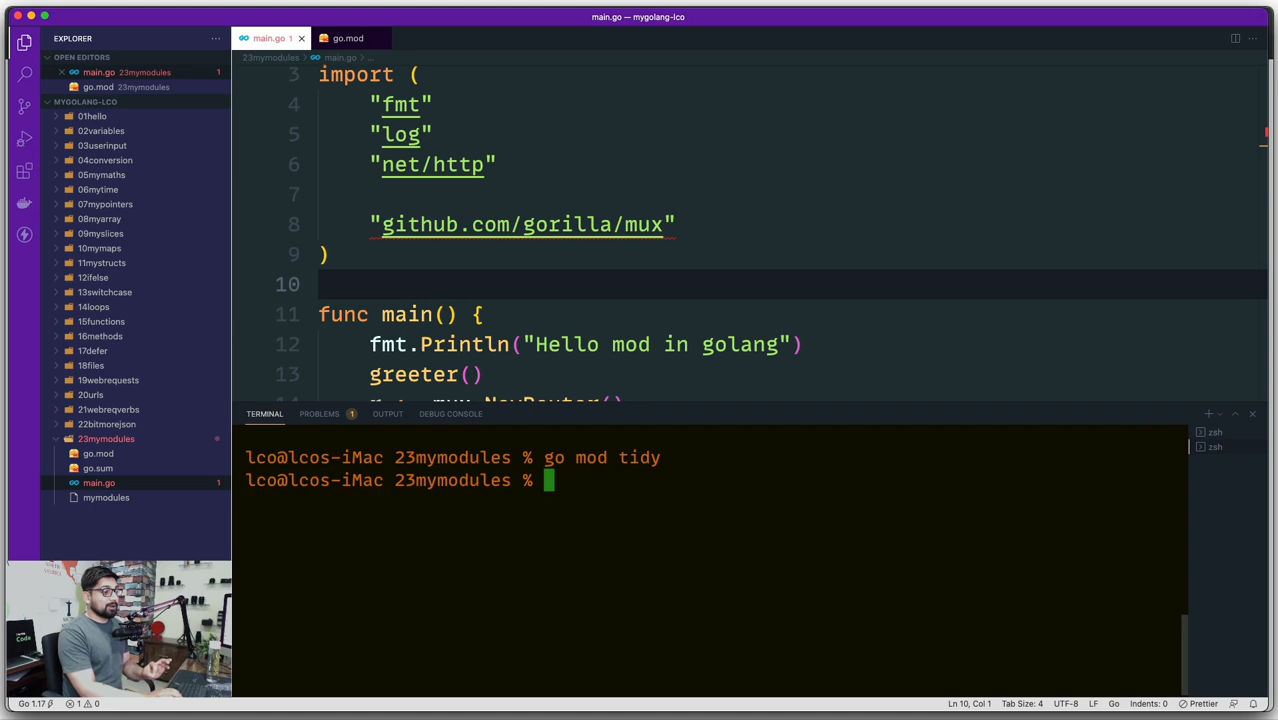 main.go — mygolang-lco
EXPLORER
main.go 1
go.mod
OPEN EDITORS
main.go 23mymodules 1
go.mod 23mymodules
MYGOLANG-LCO
01hello
02variables
03userinput
04conversion
05mymaths
06mytime
07mypointers
08myarray
09myslices
10mymaps
11mystructs
12ifelse
13switchcase
14loops
15functions
16methods
17defer
18files
19webrequests
20urls
21webreqverbs
22bitmorejson
23mymodules
go.mod
go.sum
main.go 1
mymodules
23mymodules > main.go > ...
3 import (
4 "fmt"
5 "log"
6 "net/http"
7
8 "github.com/gorilla/mux"
9 )
10
11 func main() {
12 fmt.Println("Hello mod in golang")
13 greeter()
TERMINAL PROBLEMS 1 OUTPUT DEBUG CONSOLE
lco@lcos-iMac 23mymodules % go mod tidy
lco@lcos-iMac 23mymodules %
zsh
zsh
Code
Go 1.17 1 0 Ln 10, Col 1 Tab Size: 4 UTF-8 LF Go Indents: 0 Prettier